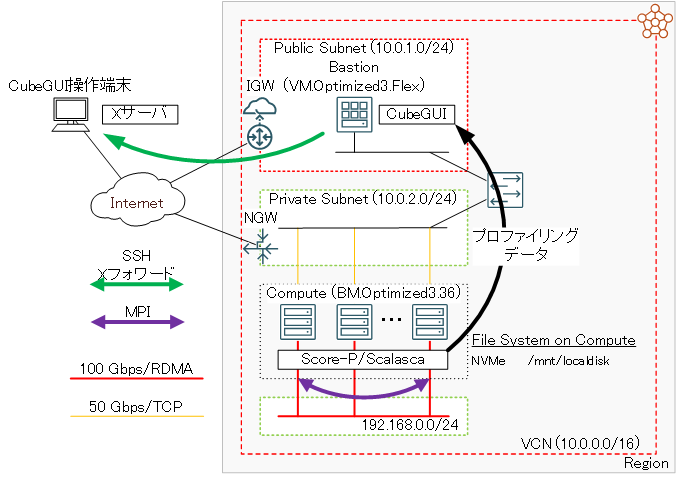 Public Subnet (10.0.1.0/24)
Bastion
IGW (VM.Optimized3.Flex)
CubeGUI操作端末
Xサーバ
CubeGUI
Internet
Private Subnet (10.0.2.0/24)
NGW
プロファイリング
データ
SSH
Xフォワード
MPI
Compute (BM.Optimized3.36)
...
File System on Compute
NVMe /mnt/localdisk
Score-P/Scalasca
100 Gbps/RDMA
50 Gbps/TCP
192.168.0.0/24
VCN (10.0.0.0/16)
Region